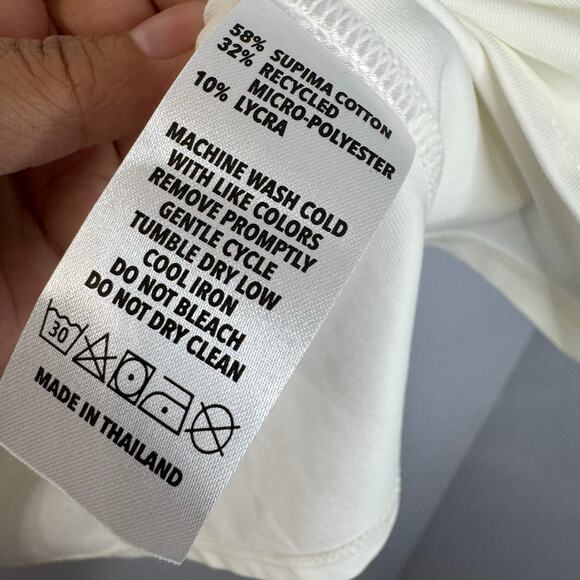 58% SUPIMA COTTON
32% RECYCLED
MICRO-POLYESTER
10% LYCRA
MACHINE WASH COLD
WITH LIKE COLORS
REMOVE PROMPTLY
GENTLE CYCLE
TUMBLE DRY LOW
COOL IRON
DO NOT BLEACH
DO NOT DRY CLEAN
30
MADE IN THAILAND